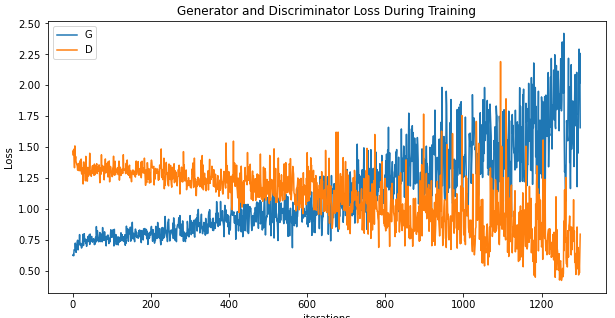 Generator and Discriminator Loss During Training
G
D
2.50
2.25
2.00
1.75
1.50
1.25
1.00
0.75
0.50
Loss
0 200 400 600 800 1000 1200
iterations